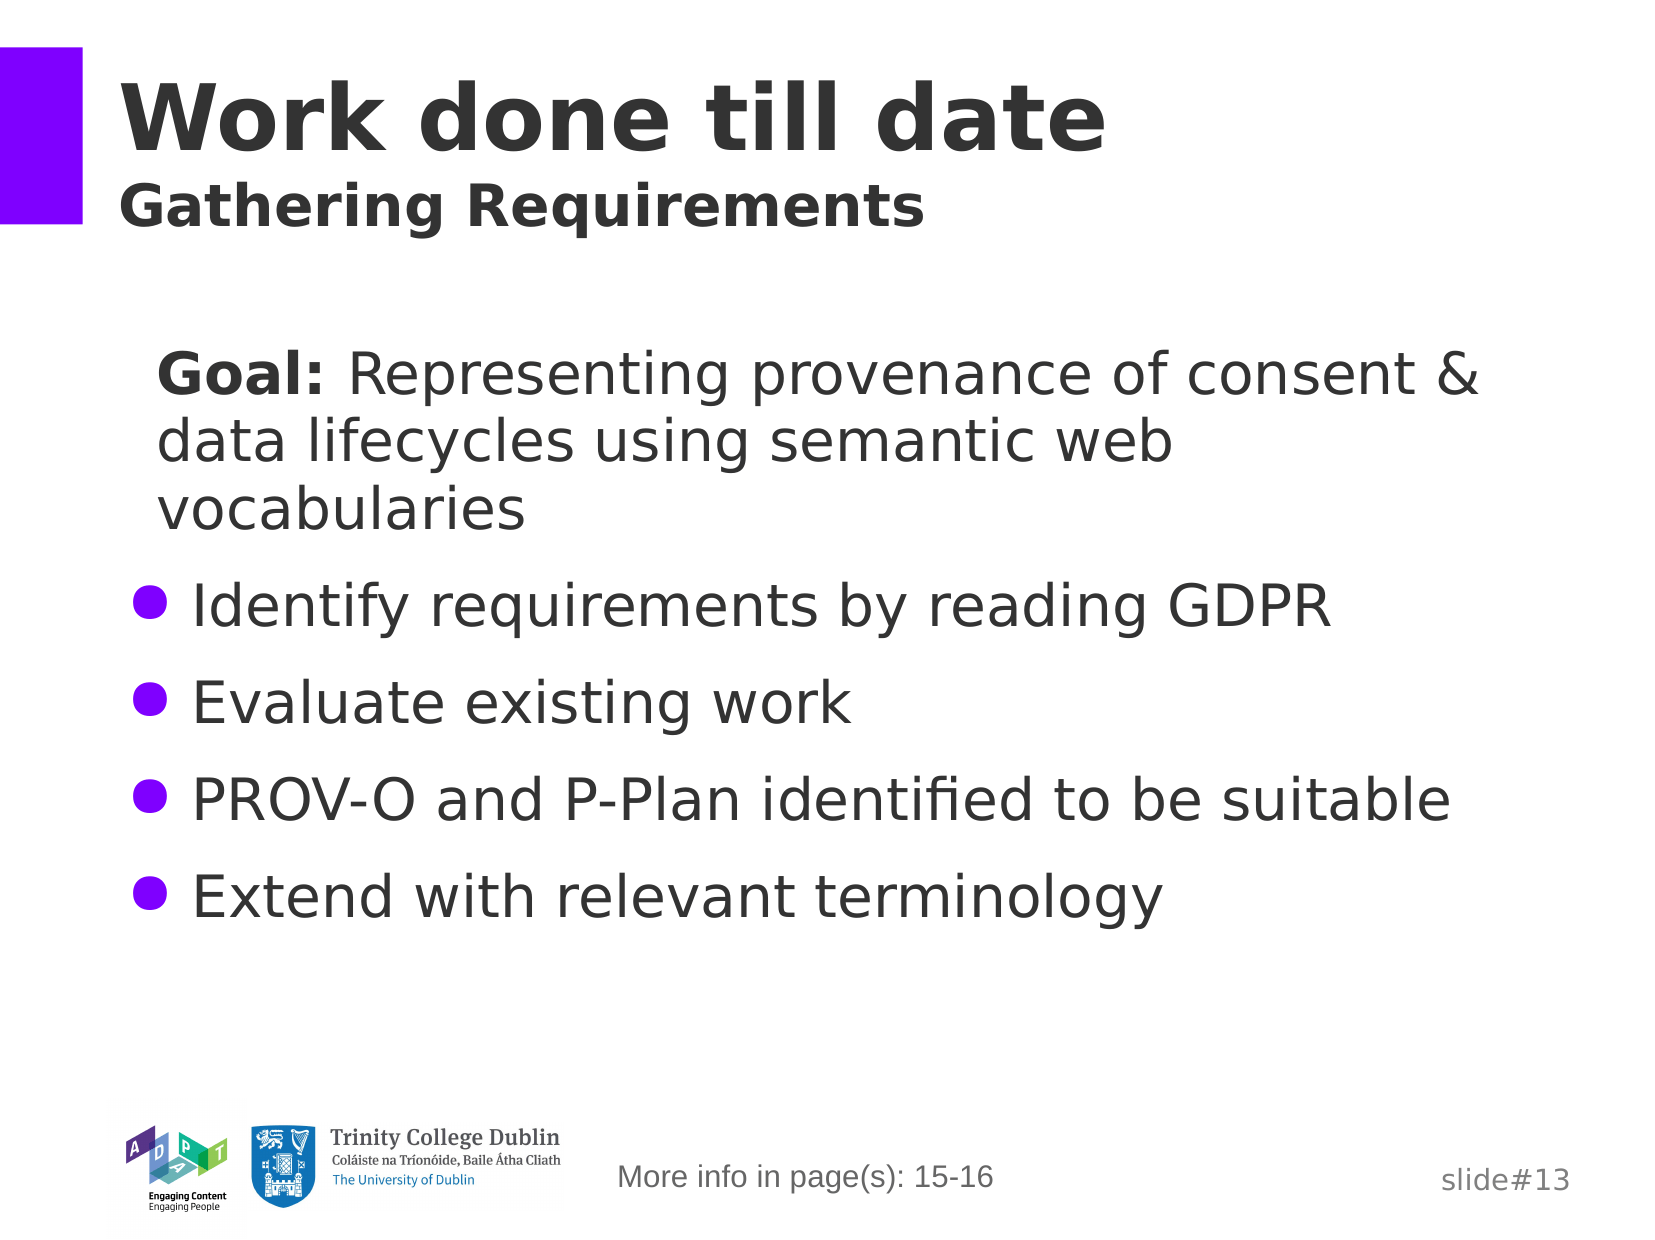 Work done till date
Gathering Requirements
Goal: Representing provenance of consent &
data lifecycles using semantic web
vocabularies
● Identify requirements by reading GDPR
● Evaluate existing work
● PROV-O and P-Plan identified to be suitable
● Extend with relevant terminology
ADAPT
Engaging Content
Engaging People
Trinity College Dublin
Coláiste na Tríonóide, Baile Átha Cliath
The University of Dublin
More info in page(s): 15-16
slide#13